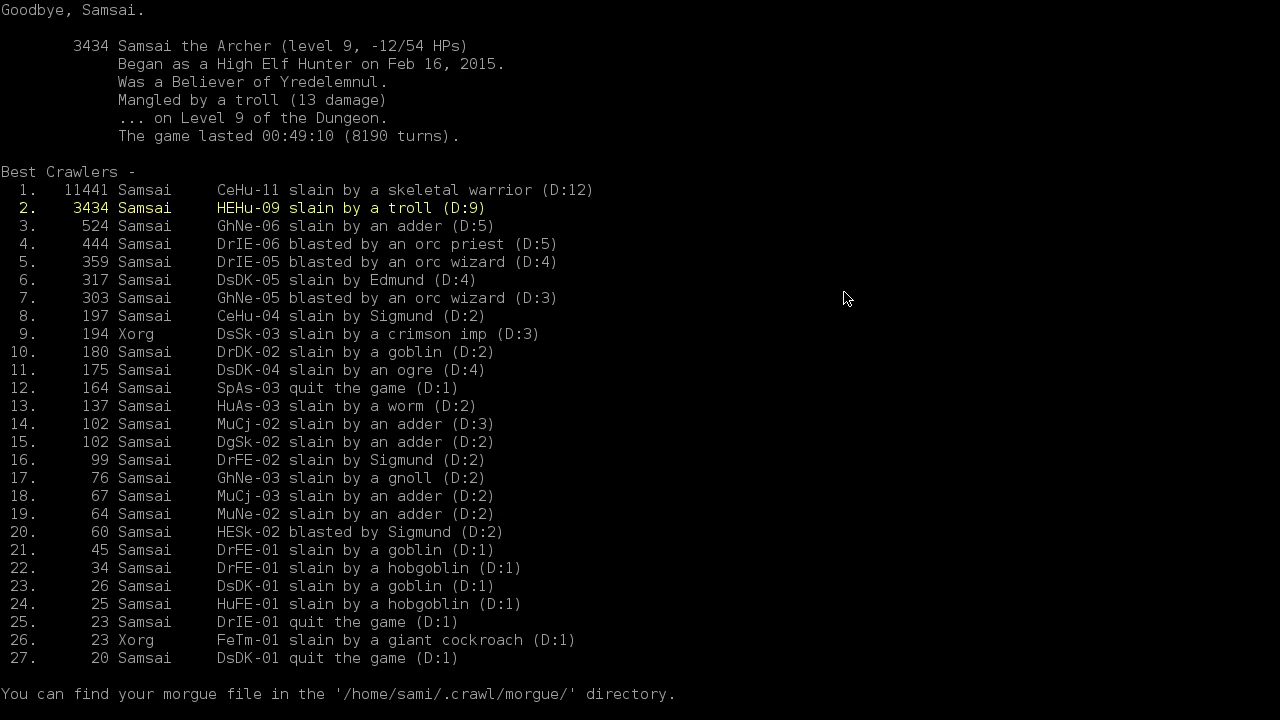 Goodbye, Samsai.
3434 Samsai the Archer (level 9, -12/54 HPs)
Began as a High Elf Hunter on Feb 16, 2015.
Was a Believer of Yredelemnul.
Mangled by a troll (13 damage)
... on Level 9 of the Dungeon.
The game lasted 00:49:10 (8190 turns).
Best Crawlers -
1. 11441 Samsai CeHu-11 slain by a skeletal warrior (D:12)
2. 3434 Samsai HEHu-09 slain by a troll (D:9)
3. 524 Samsai GhNe-06 slain by an adder (D:5)
4. 444 Samsai DrIE-06 blasted by an orc priest (D:5)
5. 359 Samsai DrIE-05 blasted by an orc wizard (D:4)
6. 317 Samsai DsDK-05 slain by Edmund (D:4)
7. 303 Samsai GhNe-05 blasted by an orc wizard (D:3)
8. 197 Samsai CeHu-04 slain by Sigmund (D:2)
9. 194 Xorg DsSk-03 slain by a crimson imp (D:3)
10. 180 Samsai DrDK-02 slain by a goblin (D:2)
11. 175 Samsai DsDK-04 slain by an ogre (D:4)
12. 164 Samsai SpAs-03 quit the game (D:1)
13. 137 Samsai HuAs-03 slain by a worm (D:2)
14. 102 Samsai MuCj-02 slain by an adder (D:3)
15. 102 Samsai DgSk-02 slain by an adder (D:2)
16. 99 Samsai DrFE-02 slain by Sigmund (D:2)
17. 76 Samsai GhNe-03 slain by a gnoll (D:2)
18. 67 Samsai MuCj-03 slain by an adder (D:2)
19. 64 Samsai MuNe-02 slain by an adder (D:2)
20. 60 Samsai HESk-02 blasted by Sigmund (D:2)
21. 45 Samsai DrFE-01 slain by a goblin (D:1)
22. 34 Samsai DrFE-01 slain by a hobgoblin (D:1)
23. 26 Samsai DsDK-01 slain by a goblin (D:1)
24. 25 Samsai HuFE-01 slain by a hobgoblin (D:1)
25. 23 Samsai DrIE-01 quit the game (D:1)
26. 23 Xorg FeTm-01 slain by a giant cockroach (D:1)
27. 20 Samsai DsDK-01 quit the game (D:1)
You can find your morgue file in the '/home/sami/.crawl/morgue/' directory.